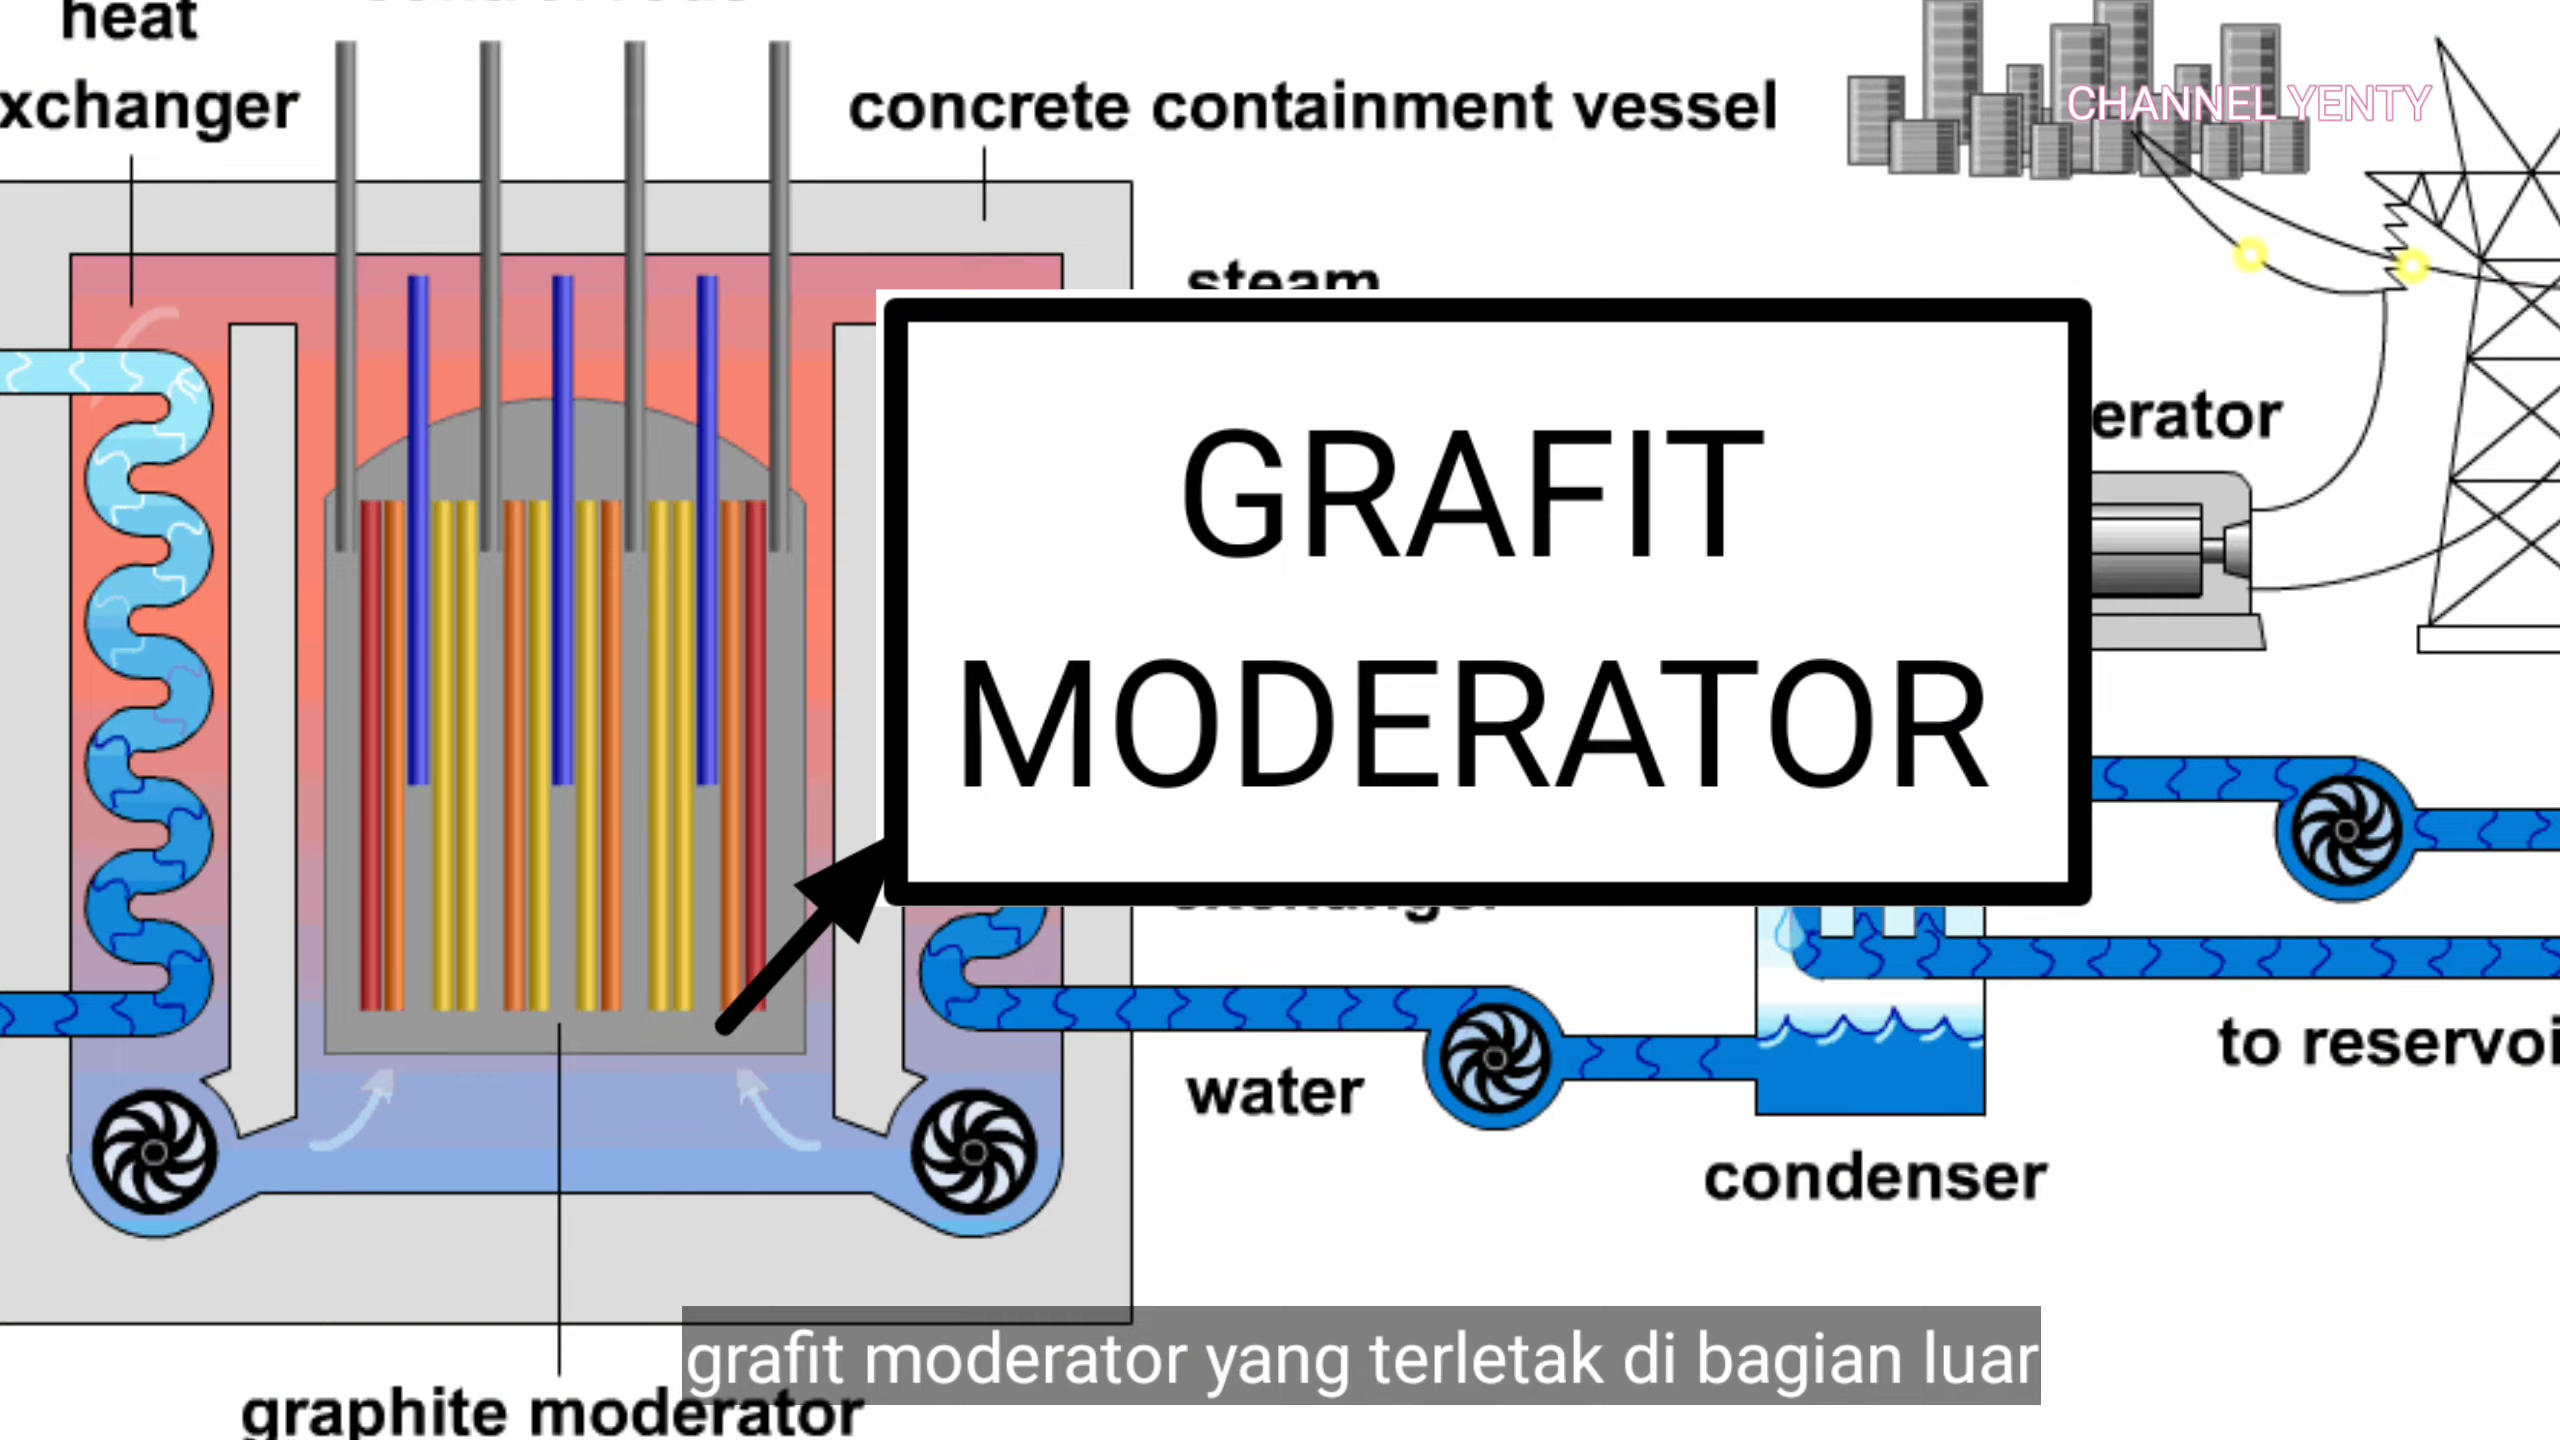 heat
xchanger
concrete containment vessel
CHANNEL YENTY
steam
erator
GRAFIT
MODERATOR
water
to reservoi
condenser
grafit moderator yang terletak di bagian luar
graphite moderator